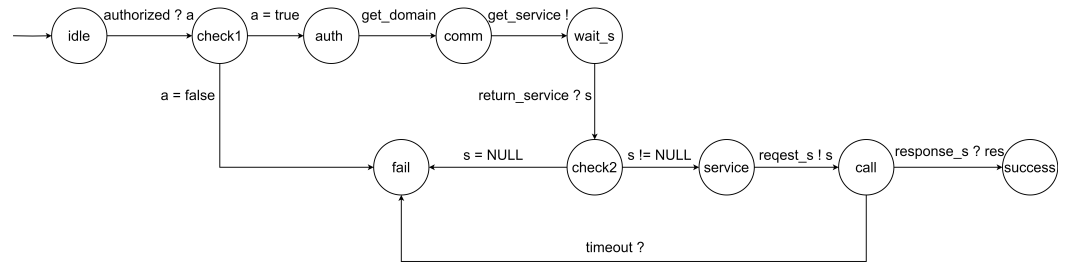 authorized ? a
a = true
get_domain
get_service !
idle
check1
auth
comm
wait_s
a = false
return_service ? s
s = NULL
s != NULL
reqest_s ! s
response_s ? res
fail
check2
service
call
success
timeout ?